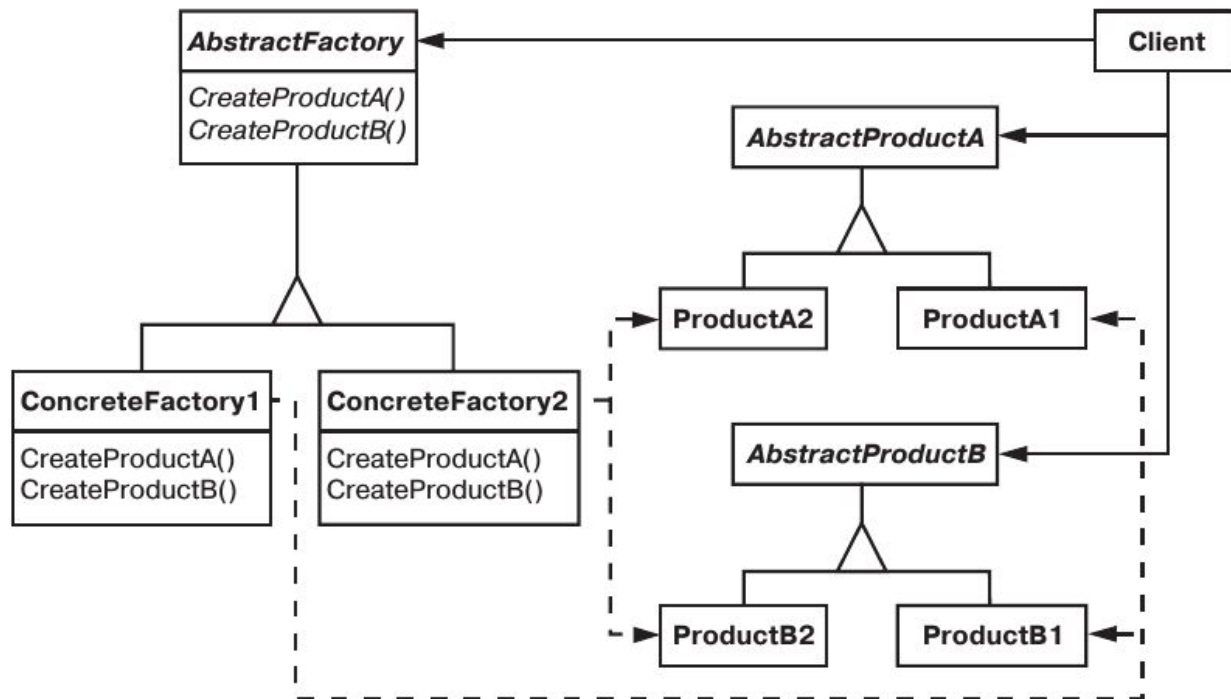 AbstractFactory
CreateProductA()
CreateProductB()
Client
AbstractProductA
ProductA2
ProductA1
ConcreteFactory1
CreateProductA()
CreateProductB()
ConcreteFactory2
CreateProductA()
CreateProductB()
AbstractProductB
ProductB2
ProductB1